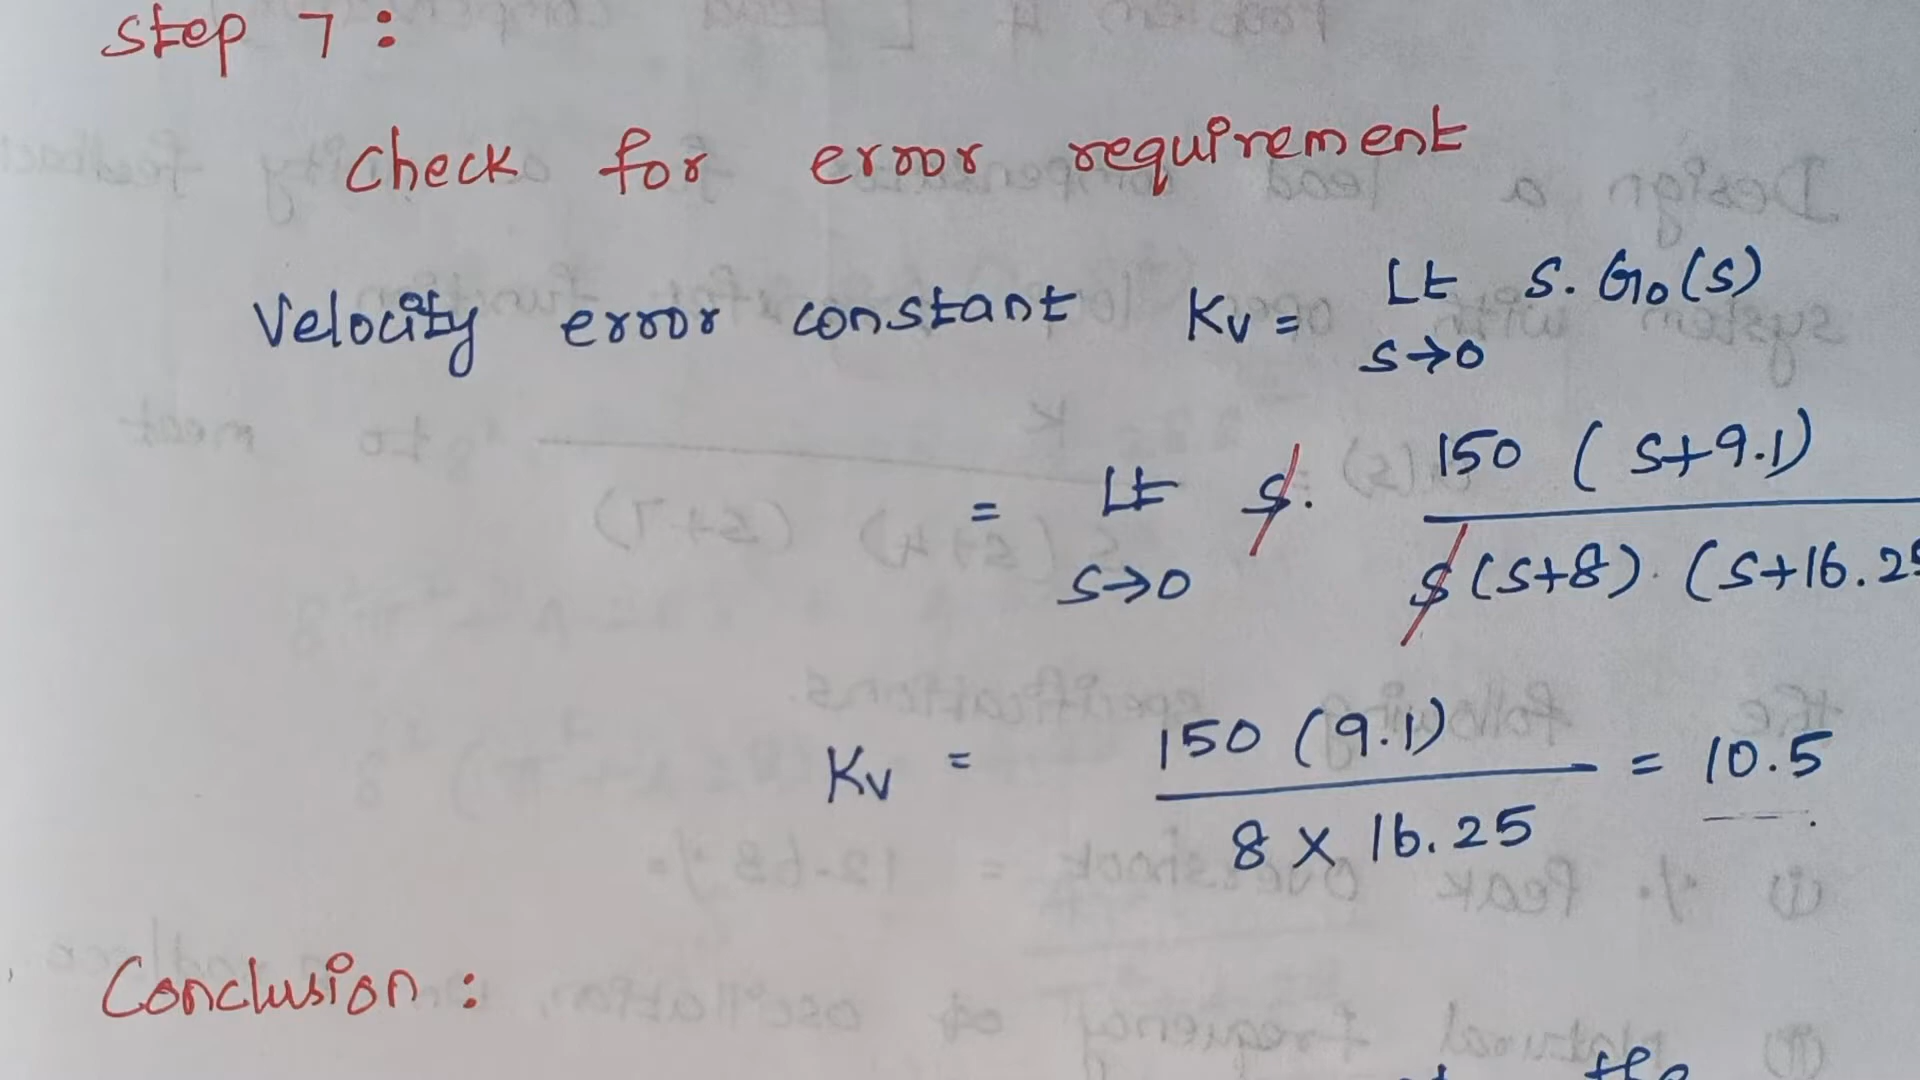 Step 7 :
Check for error requirement
Velocity error constant Kv = Lt s→0 S. Go(s)
= Lt s→0 s. 150 ( S+9.1) / s(S+8). (S+16.25
Kv = 150 (9.1) / 8 × 16.25 = 10.5
Conclusion :
the